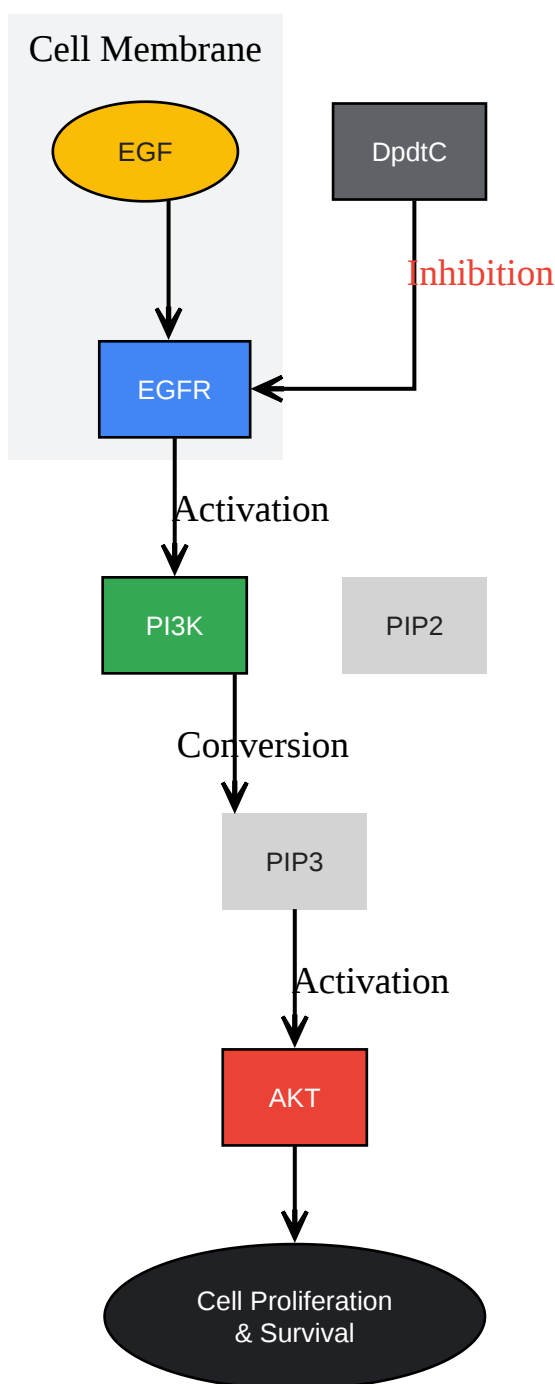 Cell Membrane
EGF
DpdtC
Inhibition
EGFR
Activation
PI3K
PIP2
Conversion
PIP3
Activation
AKT
Cell Proliferation
& Survival